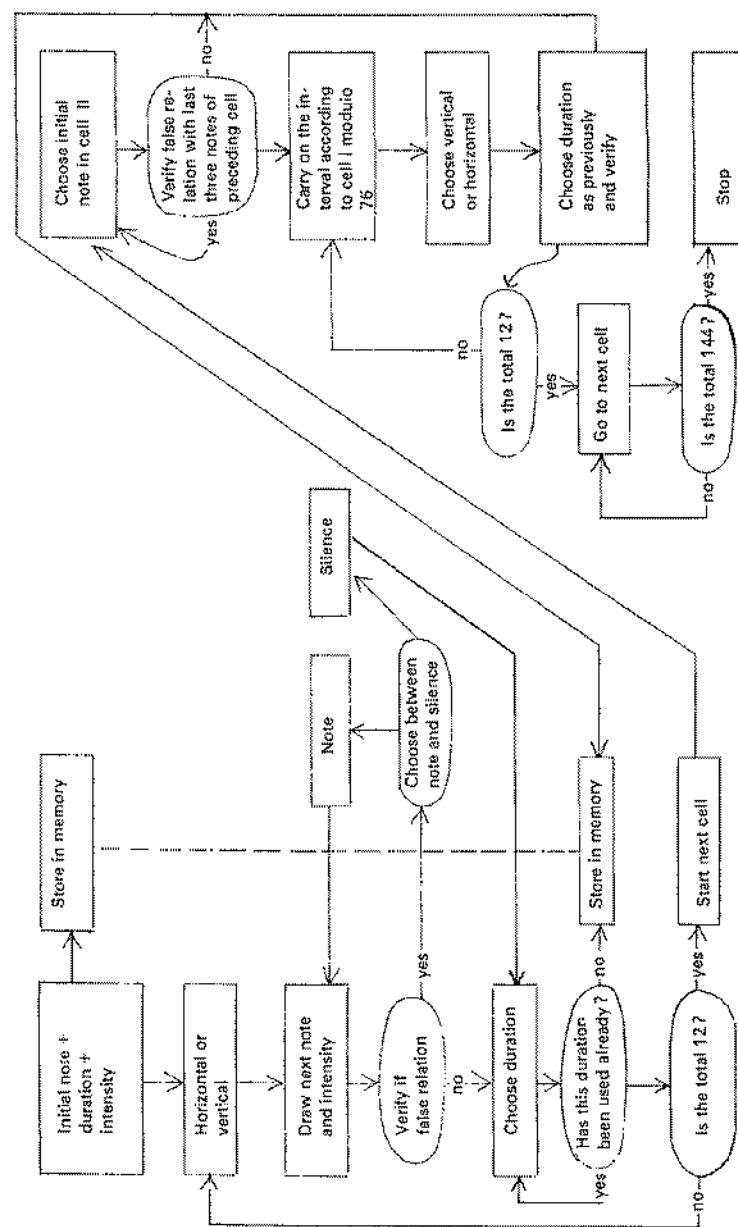 Initial note +
duration +
intensity
Store in memory
Horizontal or
vertical
Draw next note
and intensity
Note
Silence
Verify if
false relation
Choose between
note and silence
yes
no
Choose duration
Has this duration
been used already?
yes
no
Store in memory
Is the total 12?
no
yes
Start next cell
Choose initial
note in cell II
Verify false re-
lation with last
three notes of
preceding cell
yes
no
Carry on the in-
terval according
to cell I modulo
76
Choose vertical
or horizontal
Choose duration
as previously
and verify
Is the total 12?
no
yes
Go to next cell
Is the total 144?
no
yes
Stop